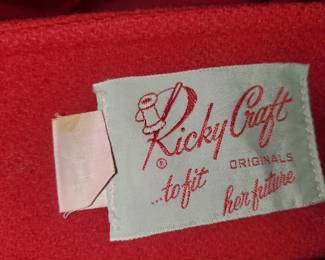 Ricky Craft
® ORIGINALS
...to fit
her future